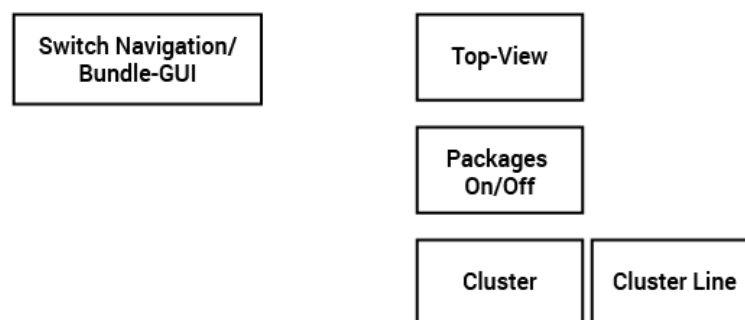 Switch Navigation/
Bundle-GUI
Top-View
Packages
On/Off
Cluster
Cluster Line